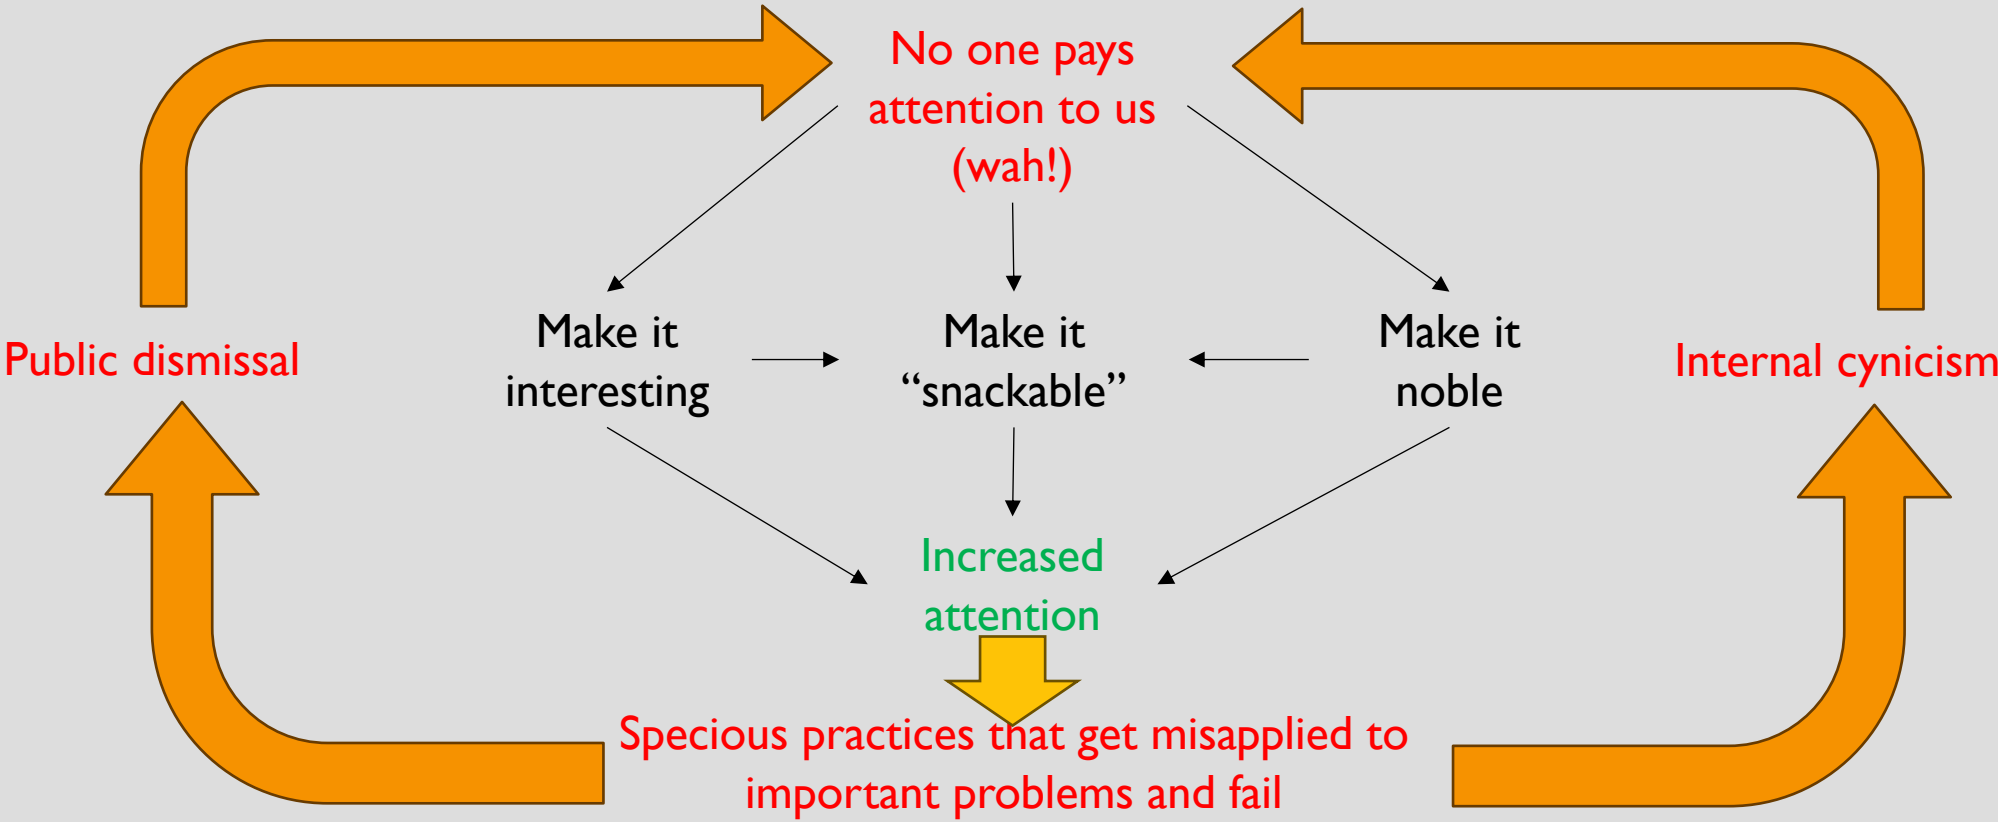 No one pays
attention to us
(wah!)
Public dismissal
Make it
interesting
Make it
“snackable”
Make it
noble
Internal cynicism
Increased
attention
Specious practices that get misapplied to
important problems and fail